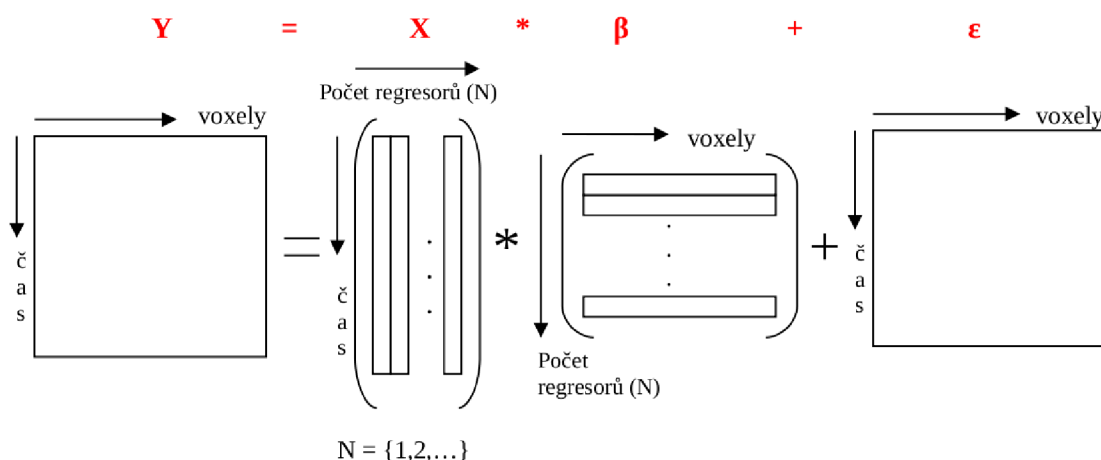 Y = X * β + ε
Počet regresorů (N)
voxely
č
a
s
=
č
a
s
*
voxely
Počet
regresorů (N)
+
voxely
č
a
s
N = {1,2,…}